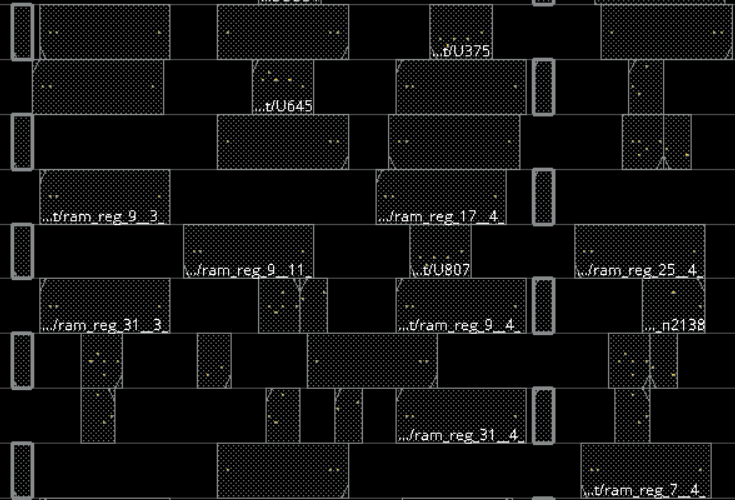 ...t/U375
...t/U645
...t/ram_reg_9__3_
.../ram_reg_17__4_
.../ram_reg_9__11_
...t/U807
.../ram_reg_25__4_
.../ram_reg_31__3_
...t/ram_reg_9__4_
..._n2138
.../ram_reg_31__4_
...t/ram_reg_7__4_